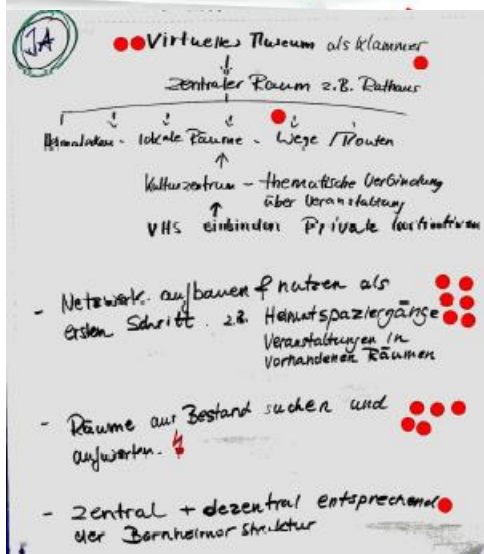 JA
Virtuelles Museum als Klammer
zentraler Raum z.B. Rathaus
lokale Räume - Wege / Routen
Kulturzentrum - thematische Verbindung
über Veranstaltung
VHS einbinden Private
- Netzwerk aufbauen & nutzen als
ersten Schritt. z.B. Heimatspaziergänge
Veranstaltungen in
vorhandenen Räumen
- Räume aus Bestand suchen und
aufwerten.
- zentral + dezentral entsprechend
der Bornheimer Struktur